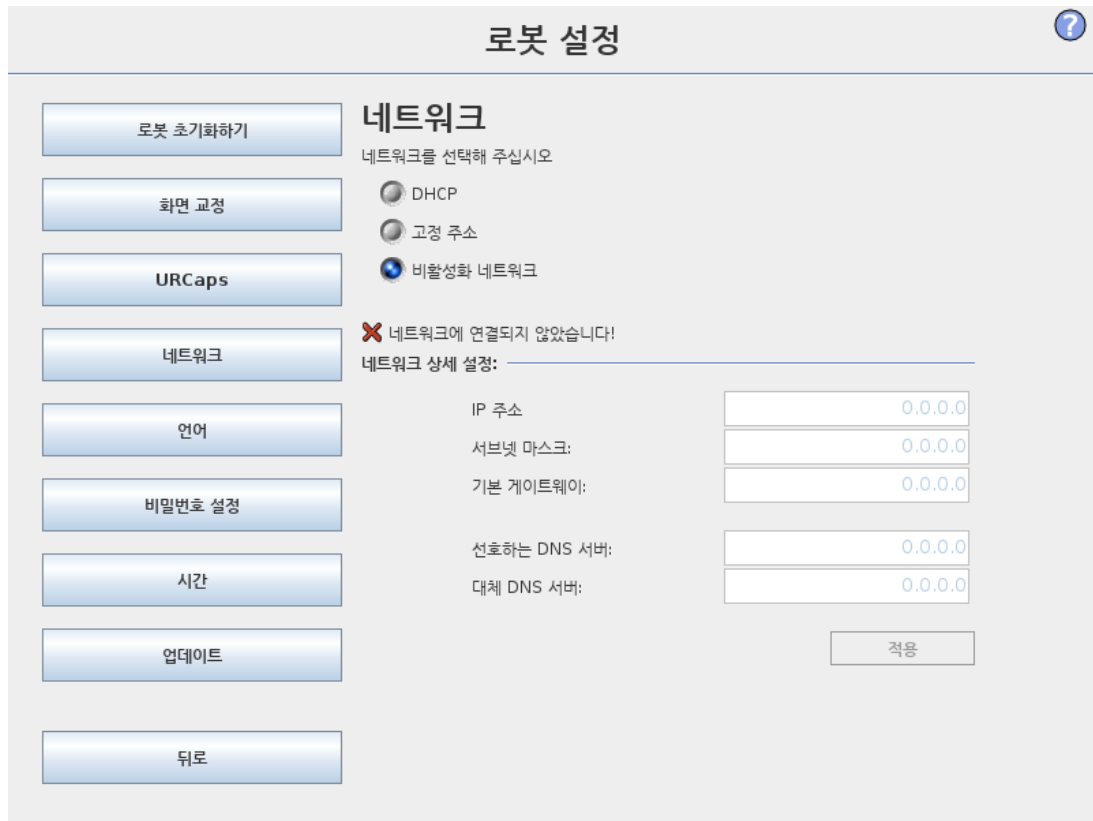 로봇 설정
?
로봇 초기화하기
화면 교정
URCaps
네트워크
언어
비밀번호 설정
시간
업데이트
뒤로
네트워크
네트워크를 선택해 주십시오
DHCP
고정 주소
비활성화 네트워크
네트워크에 연결되지 않았습니다!
네트워크 상세 설정:
IP 주소 0.0.0.0
서브넷 마스크: 0.0.0.0
기본 게이트웨이: 0.0.0.0
선호하는 DNS 서버: 0.0.0.0
대체 DNS 서버: 0.0.0.0
적용